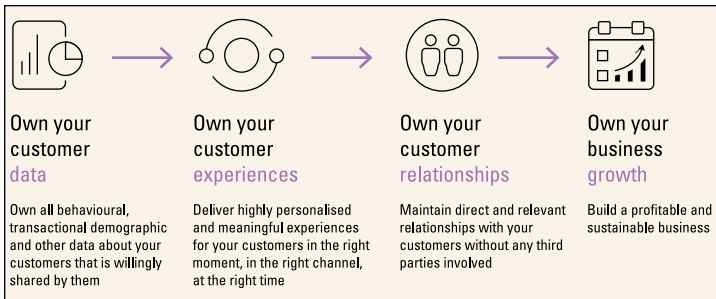 Own your
customer
data
Own all behavioural,
transactional demographic
and other data about your
customers that is willingly
shared by them
Own your
customer
experiences
Deliver highly personalised
and meaningful experiences
for your customers in the right
moment, in the right channel,
at the right time
Own your
customer
relationships
Maintain direct and relevant
relationships with your
customers without any third
parties involved
Own your
business
growth
Build a profitable and
sustainable business